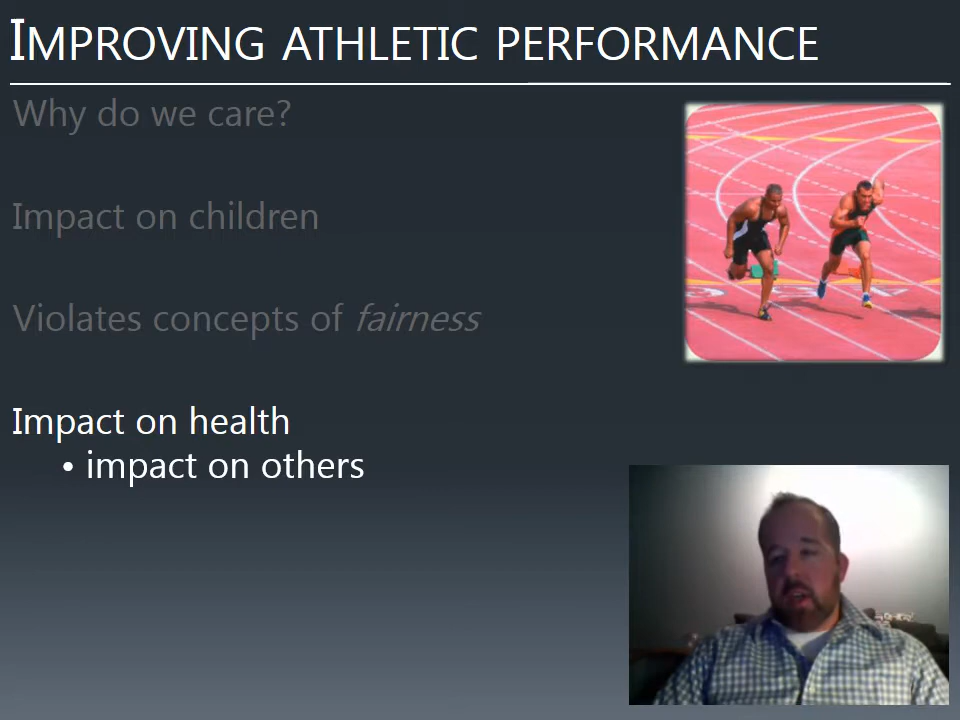 IMPROVING ATHLETIC PERFORMANCE
Why do we care?
Impact on children
Violates concepts of fairness
Impact on health
• impact on others